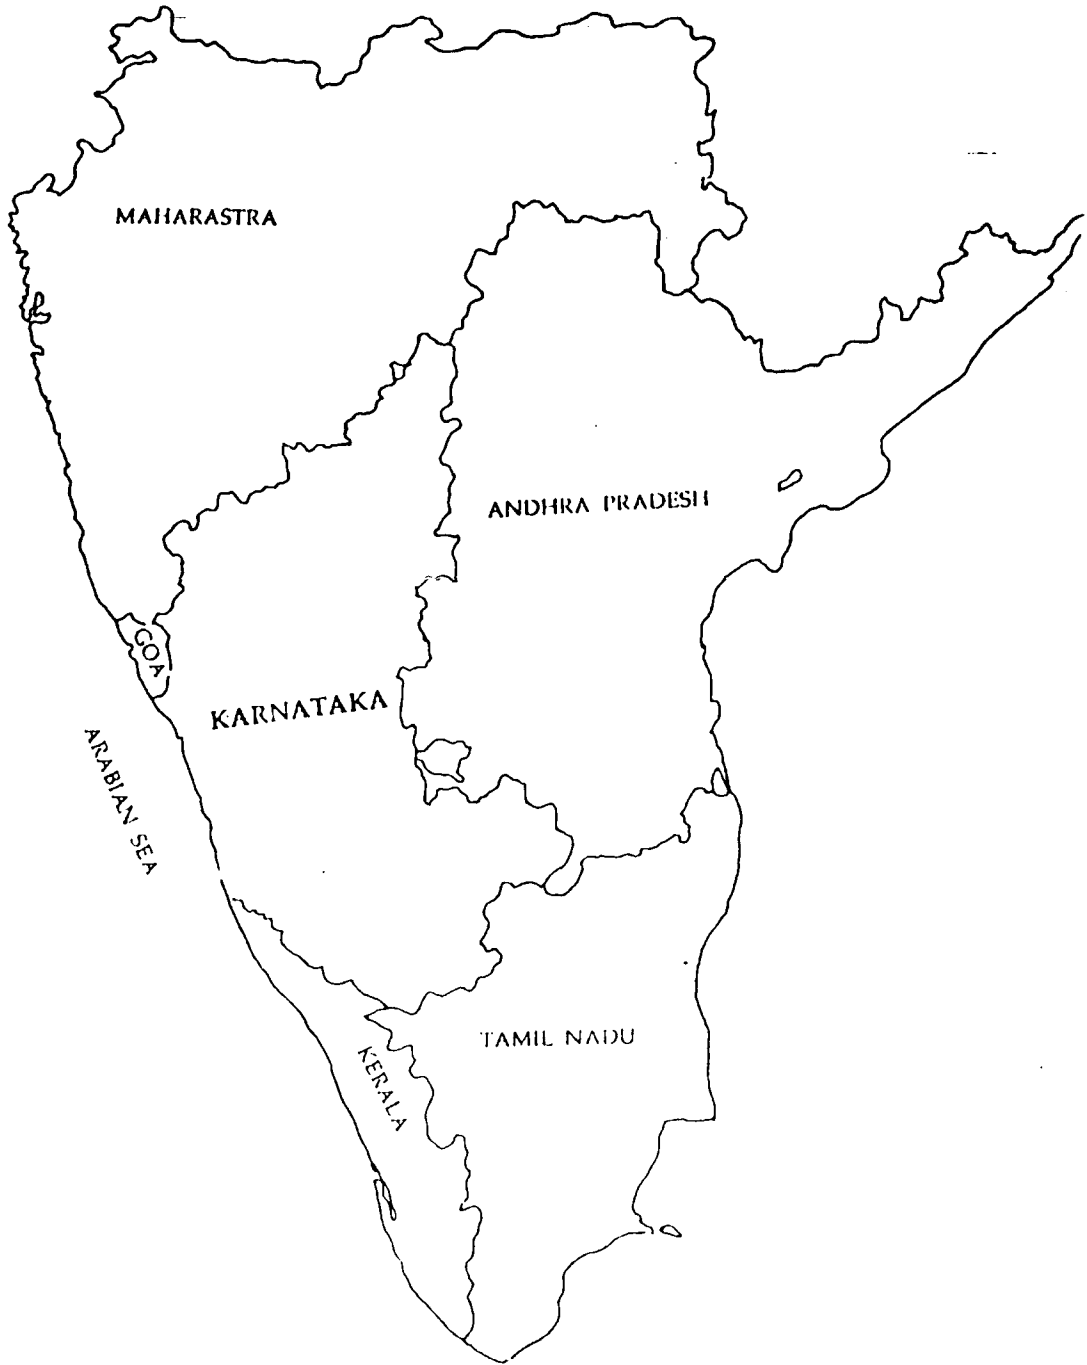 MAHARASTRA
ANDHRA PRADESH
GOA
KARNATAKA
ARABIAN SEA
TAMIL NADU
KERALA